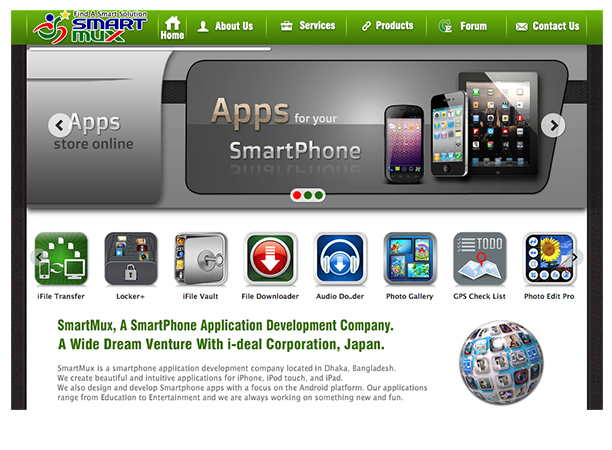 Find A Smart Solution
SMART
MUX
Home
About Us
Services
Products
Forum
Contact Us
Apps
store online
Apps for your
SmartPhone
TODO
iFile Transfer
Locker+
iFile Vault
File Downloader
Audio Do..der
Photo Gallery
GPS Check List
Photo Edit Pro
SmartMux, A SmartPhone Application Development Company.
A Wide Dream Venture With i-deal Corporation, Japan.
SmartMux is a smartphone application development company located in Dhaka, Bangladesh.
We create beautiful and intuitive applications for iPhone, iPod touch, and iPad.
We also design and develop Smartphone apps with a focus on the Android platform. Our applications
range from Education to Entertainment and we are always working on something new and fun.